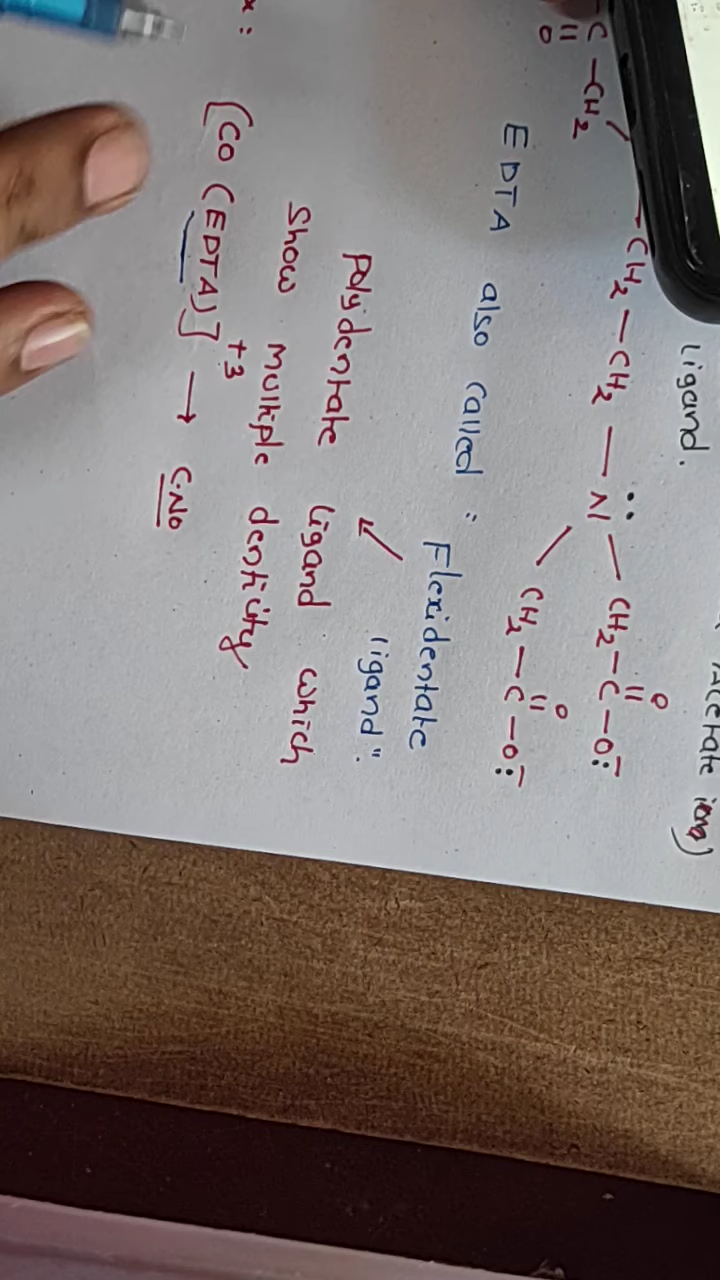 Acetate ion)
ligand.
–CH2 –CH2 –N̈ –CH2 –C –O⁻:
O
C –CH2
O
CH2 –C –O⁻:
O
EDTA also called : Flexidentate
ligand".
Polydentate ligand which
show multiple denticity
x :
[CO (EDTA)]+3 → C.No